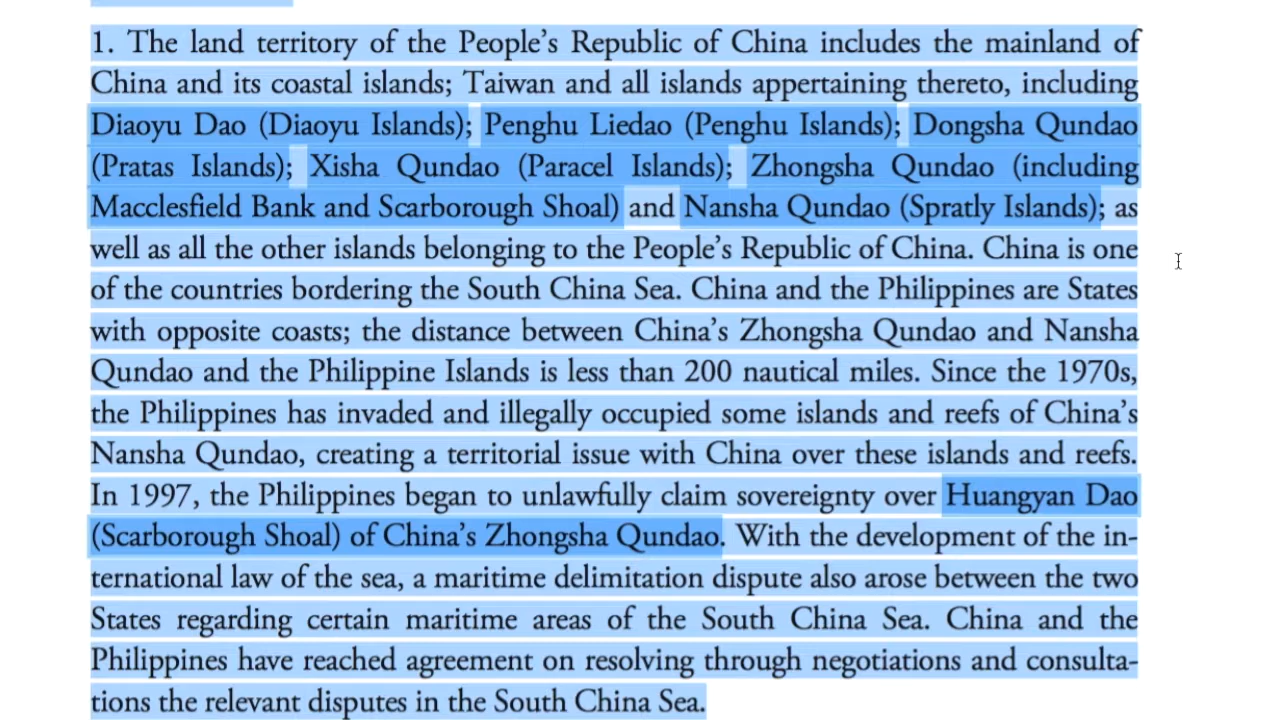 1. The land territory of the People’s Republic of China includes the mainland of
China and its coastal islands; Taiwan and all islands appertaining thereto, including
Diaoyu Dao (Diaoyu Islands); Penghu Liedao (Penghu Islands); Dongsha Qundao
(Pratas Islands); Xisha Qundao (Paracel Islands); Zhongsha Qundao (including
Macclesfield Bank and Scarborough Shoal) and Nansha Qundao (Spratly Islands); as
well as all the other islands belonging to the People’s Republic of China. China is one
of the countries bordering the South China Sea. China and the Philippines are States
with opposite coasts; the distance between China’s Zhongsha Qundao and Nansha
Qundao and the Philippine Islands is less than 200 nautical miles. Since the 1970s,
the Philippines has invaded and illegally occupied some islands and reefs of China’s
Nansha Qundao, creating a territorial issue with China over these islands and reefs.
In 1997, the Philippines began to unlawfully claim sovereignty over Huangyan Dao
(Scarborough Shoal) of China’s Zhongsha Qundao. With the development of the in-
ternational law of the sea, a maritime delimitation dispute also arose between the two
States regarding certain maritime areas of the South China Sea. China and the
Philippines have reached agreement on resolving through negotiations and consulta-
tions the relevant disputes in the South China Sea.